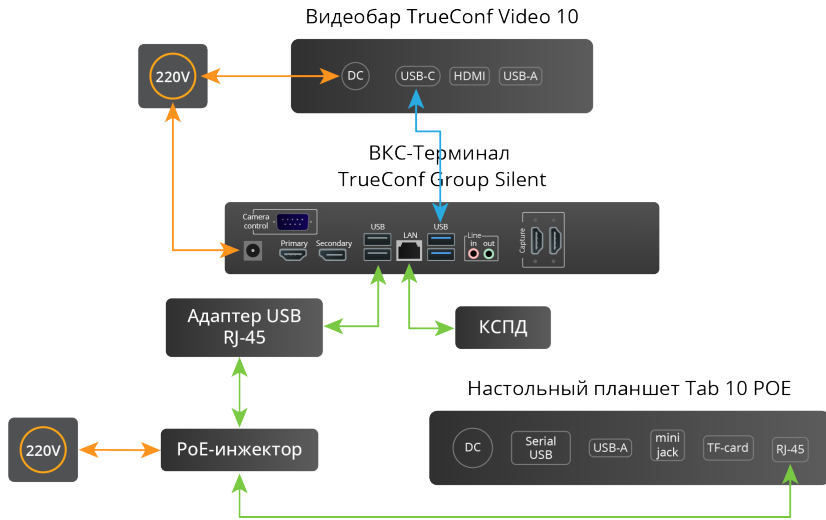 Видеобар TrueConf Video 10
220V
DC
USB-C
HDMI
USB-A
ВКС-Терминал
TrueConf Group Silent
Camera
control
Primary
Secondary
USB
LAN
USB
Line
in out
Capture
Адаптер USB
RJ-45
КСПД
Настольный планшет Tab 10 POE
220V
PoE-инжектор
DC
Serial
USB
USB-A
mini
jack
TF-card
RJ-45